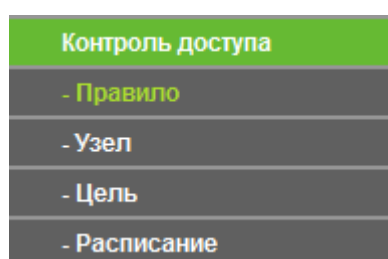 Контроль доступа
- Правило
- Узел
- Цель
- Расписание